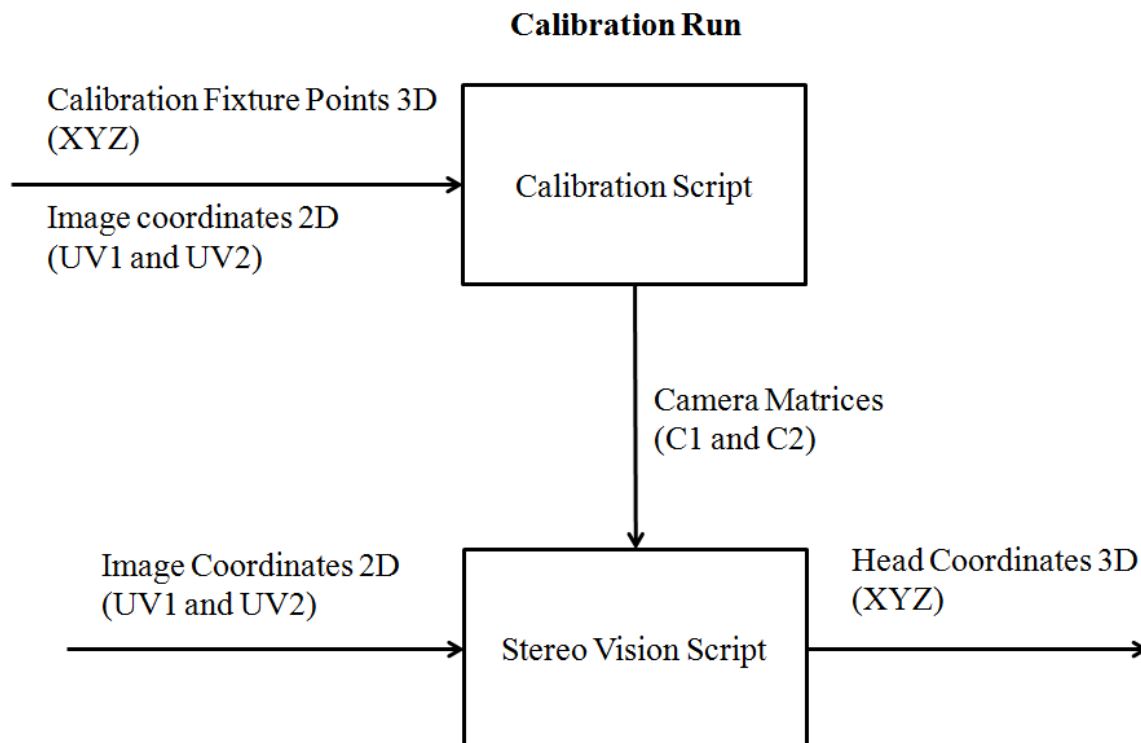 Calibration Run
Calibration Fixture Points 3D
(XYZ)
Image coordinates 2D
(UV1 and UV2)
Calibration Script
Camera Matrices
(C1 and C2)
Image Coordinates 2D
(UV1 and UV2)
Stereo Vision Script
Head Coordinates 3D
(XYZ)